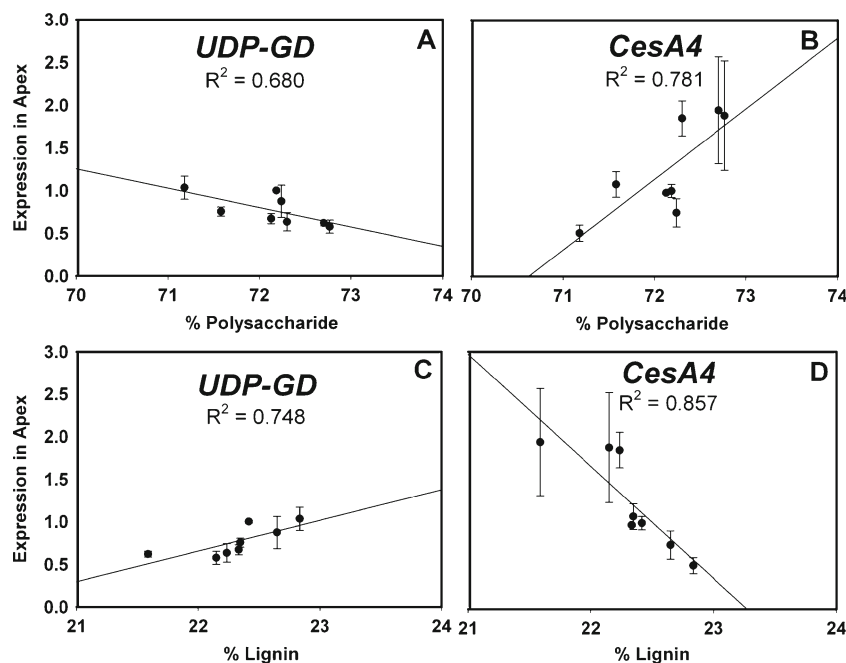 UDP-GD
A
R² = 0.680
Expression in Apex
3.0
2.5
2.0
1.5
1.0
0.5
0.0
70 71 72 73 74
% Polysaccharide
CesA4
B
R² = 0.781
70 71 72 73 74
% Polysaccharide
UDP-GD
C
R² = 0.748
Expression in Apex
3.0
2.5
2.0
1.5
1.0
0.5
0.0
21 22 23 24
% Lignin
CesA4
D
R² = 0.857
21 22 23 24
% Lignin